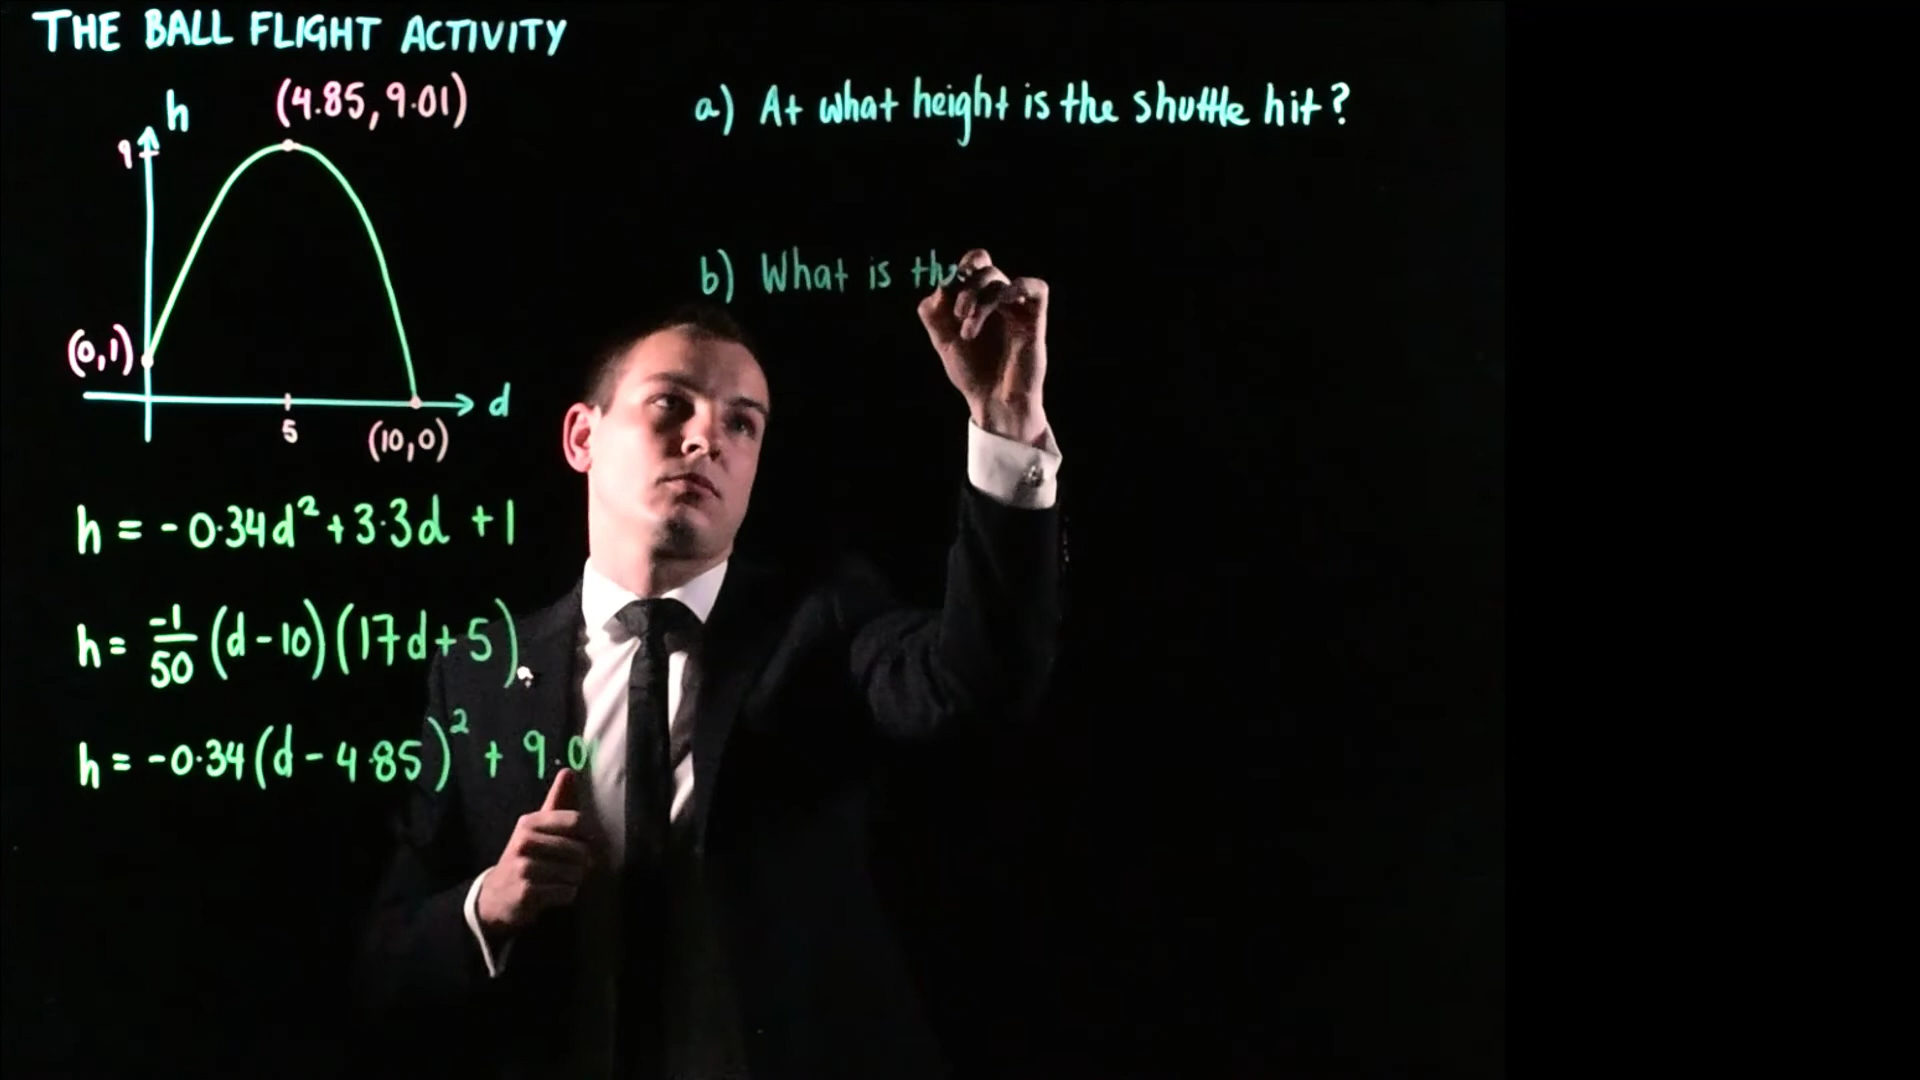 THE BALL FLIGHT ACTIVITY
h
(4.85, 9.01)
9
(0,1)
d
5
(10,0)
h = -0.34d² + 3.3d + 1
h = -1/50 (d - 10)(17d + 5)
h = -0.34(d - 4.85)² + 9.01
a) At what height is the shuttle hit?
b) What is the